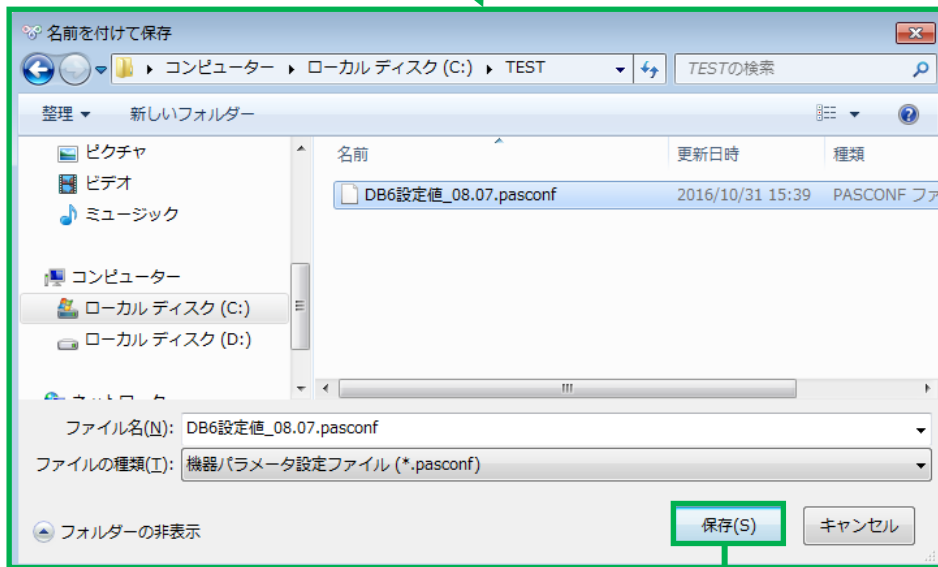 名前を付けて保存
コンピューター ▸ ローカル ディスク (C:) ▸ TEST
TESTの検索
整理 新しいフォルダー
ピクチャ
ビデオ
ミュージック
コンピューター
ローカル ディスク (C:)
ローカル ディスク (D:)
名前 更新日時 種類
DB6設定値_08.07.pasconf 2016/10/31 15:39 PASCONF ファ
ファイル名(N): DB6設定値_08.07.pasconf
ファイルの種類(T): 機器パラメータ設定ファイル (*.pasconf)
フォルダーの非表示
保存(S) キャンセル